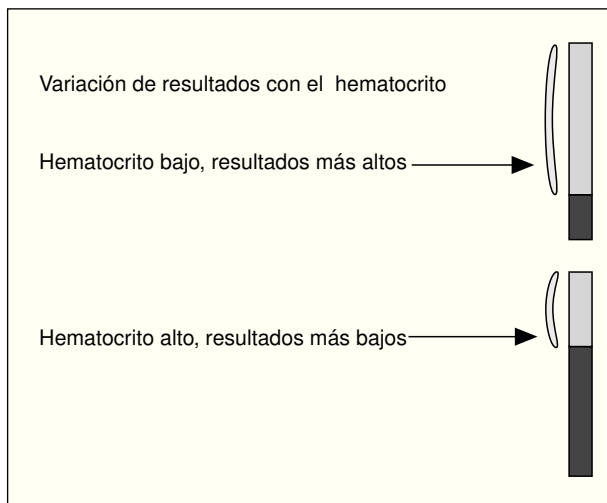 Variación de resultados con el  hematocrito
Hematocrito bajo, resultados más altos
Hematocrito alto, resultados más bajos